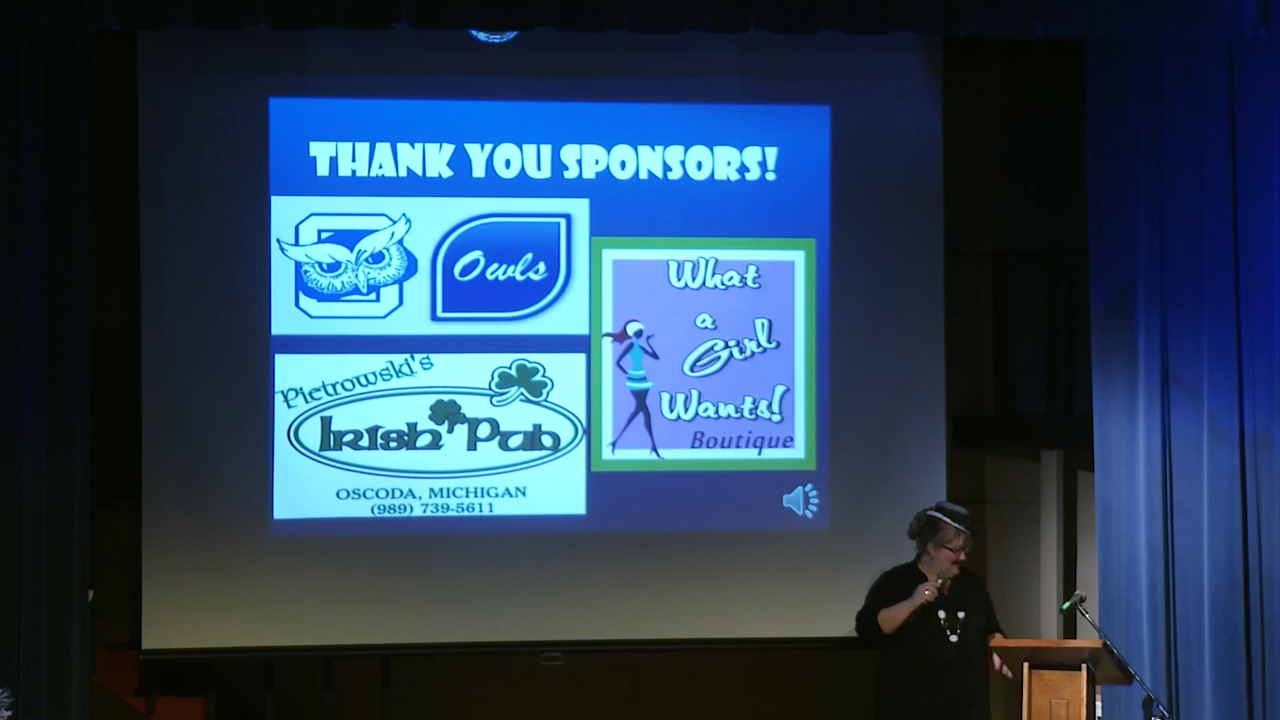 THANK YOU SPONSORS!
Owls
Pietrowski's
Irish Pub
OSCODA, MICHIGAN
(989) 739-5611
What
a
Girl
Wants!
Boutique